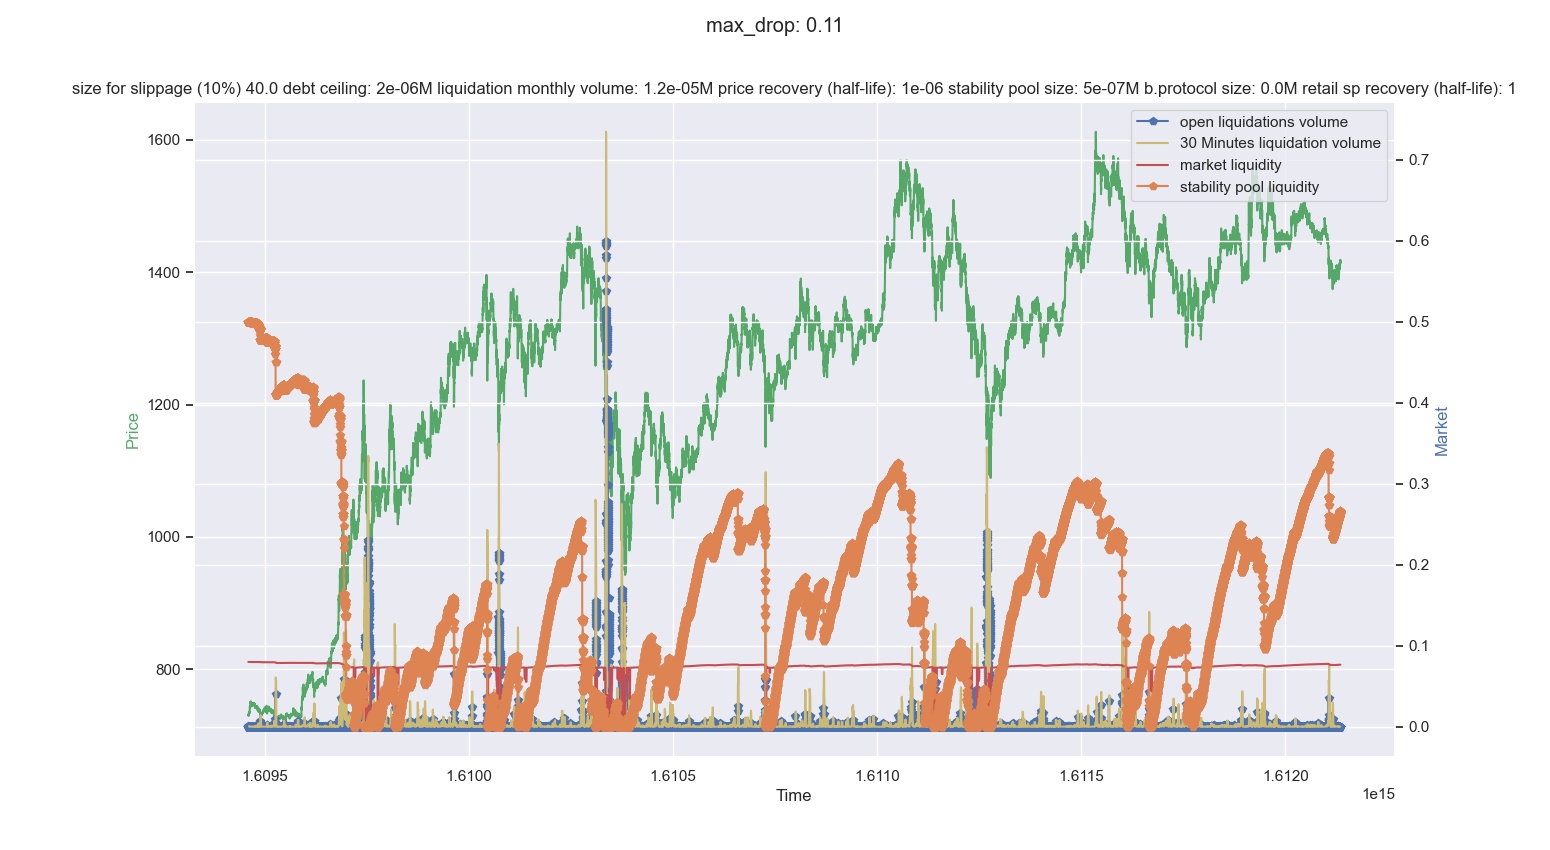 max_drop: 0.11
size for slippage (10%) 40.0 debt ceiling: 2e-06M liquidation monthly volume: 1.2e-05M price recovery (half-life): 1e-06 stability pool size: 5e-07M b.protocol size: 0.0M retail sp recovery (half-life): 1
open liquidations volume
30 Minutes liquidation volume
market liquidity
stability pool liquidity
Price
1600
1400
1200
1000
800
0.7
0.6
0.5
0.4
0.3
0.2
0.1
0.0
Market
1.6095 1.6100 1.6105 1.6110 1.6115 1.6120
Time
1e15